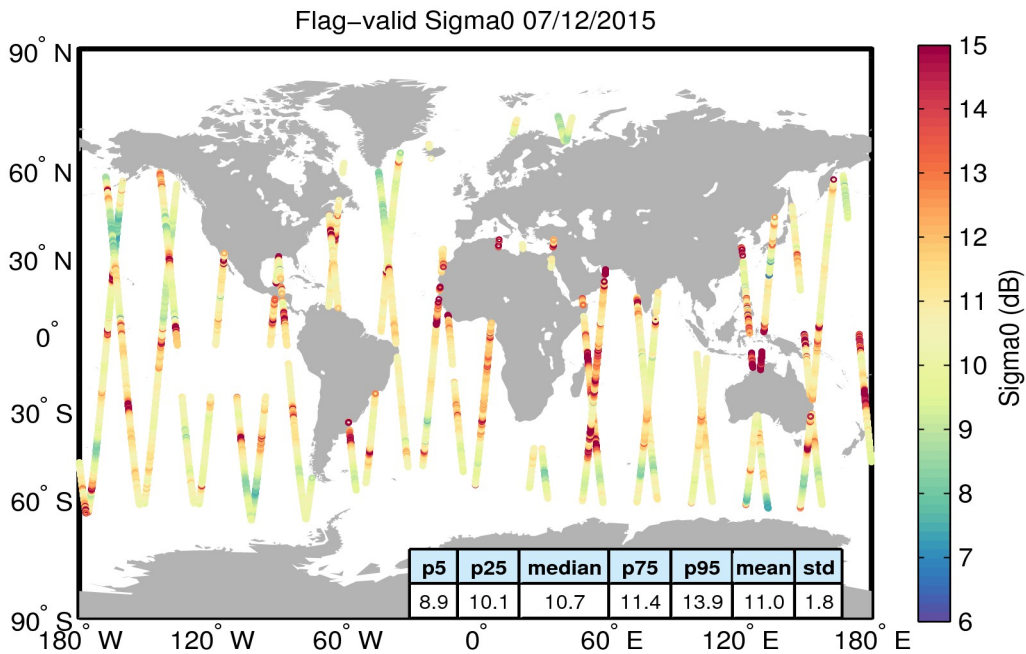 Flag−valid Sigma0 07/12/2015
90° N
60° N
30° N
0°
30° S
60° S
90° S
180° W
120° W
60° W
0°
60° E
120° E
180° E
15
14
13
12
11
10
9
8
7
6
Sigma0 (dB)
p5 p25 median p75 p95 mean std
8.9 10.1 10.7 11.4 13.9 11.0 1.8